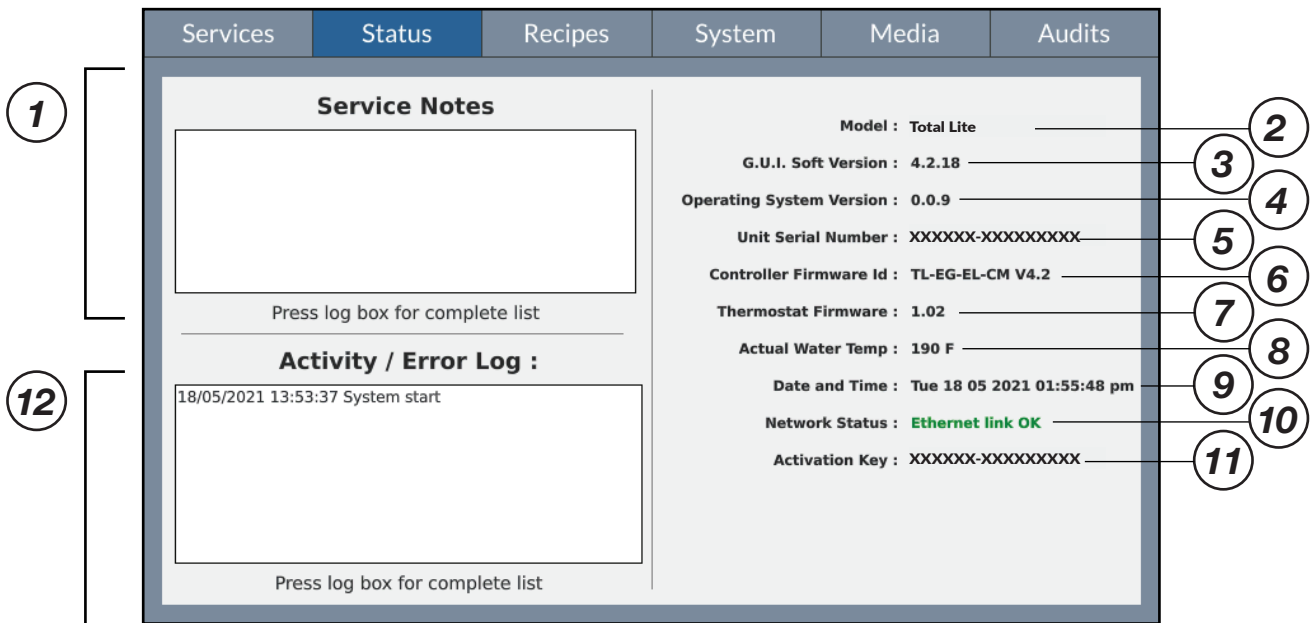 Services Status Recipes System Media Audits
1
Service Notes
Press log box for complete list
Activity / Error Log :
12
18/05/2021 13:53:37 System start
Press log box for complete list
Model : Total Lite 2
G.U.I. Soft Version : 4.2.18 3
Operating System Version : 0.0.9 4
Unit Serial Number : XXXXXX-XXXXXXXXX 5
Controller Firmware Id : TL-EG-EL-CM V4.2 6
Thermostat Firmware : 1.02 7
Actual Water Temp : 190 F 8
Date and Time : Tue 18 05 2021 01:55:48 pm 9
Network Status : Ethernet link OK 10
Activation Key : XXXXXX-XXXXXXXXX 11